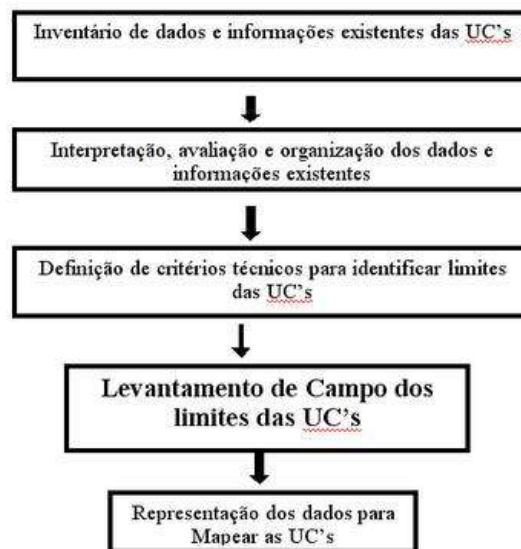 Inventário de dados e informações existentes das UC's
Interpretação, avaliação e organização dos dados e
informações existentes
Definição de critérios técnicos para identificar limites
das UC's
Levantamento de Campo dos
limites das UC's
Representação dos dados para
Mapear as UC's